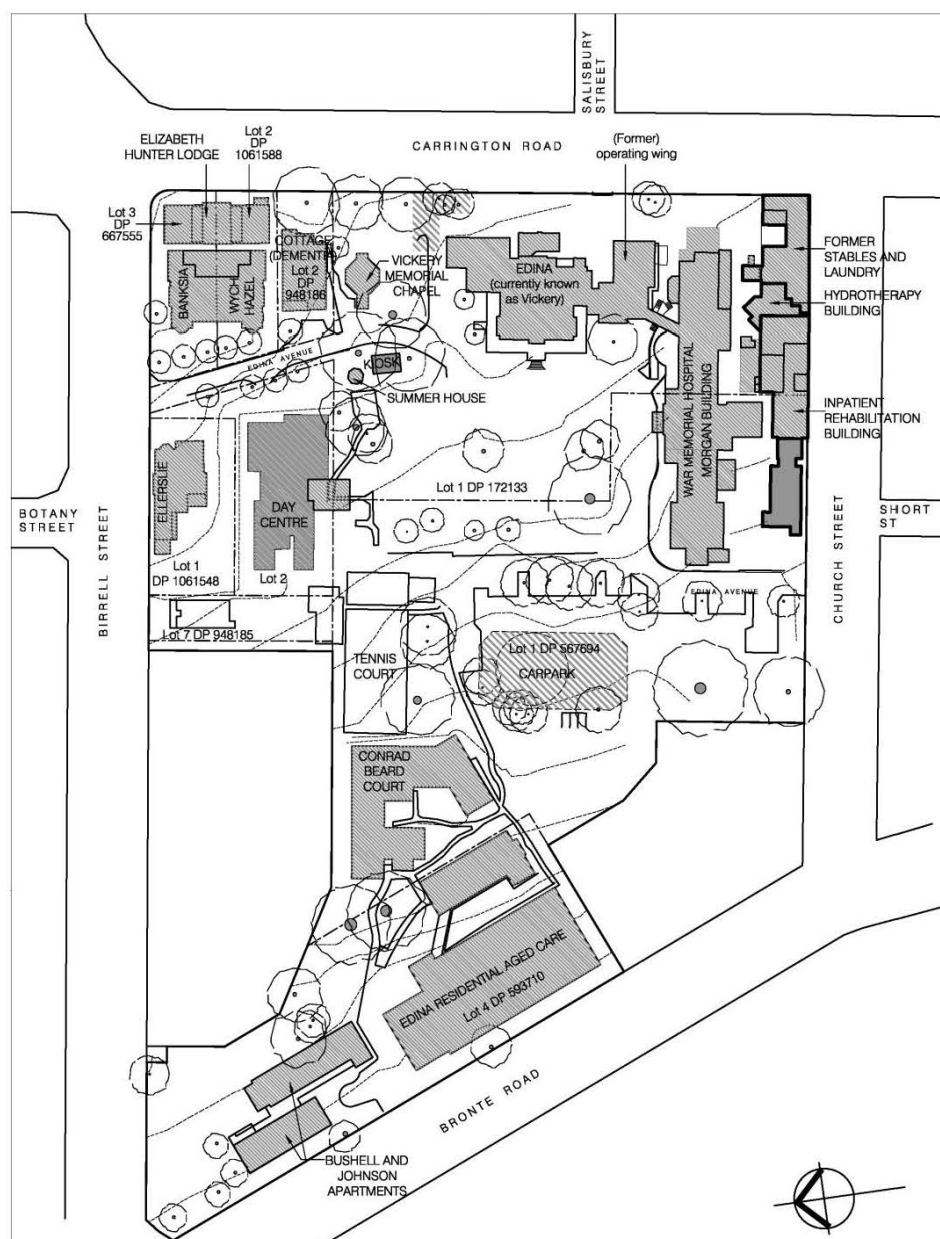 SALISBURY
STREET
CARRINGTON ROAD
ELIZABETH
HUNTER LODGE
Lot 2
DP
1061588
(Former)
operating wing
Lot 3
DP
667555
COTTAGE
(DEMENTIA)
Lot 2
DP
948186
BANKSIA
WYCH
HAZEL
VICKERY
MEMORIAL
CHAPEL
EDINA
(currently known
as Vickery)
FORMER
STABLES AND
LAUNDRY
HYDROTHERAPY
BUILDING
EDINA AVENUE
KIOSK
SUMMER HOUSE
WAR MEMORIAL HOSPITAL
MORGAN BUILDING
INPATIENT
REHABILITATION
BUILDING
ELLERSLIE
DAY
CENTRE
Lot 1 DP 172133
BOTANY
STREET
SHORT
ST
BIRRELL STREET
CHURCH STREET
Lot 1
DP 1061548
Lot 2
EDINA AVENUE
Lot 7 DP 948185
TENNIS
COURT
Lot 1 DP 567694
CARPARK
CONRAD
BEARD
COURT
EDINA RESIDENTIAL AGED CARE
Lot 4 DP 593710
BRONTE ROAD
BUSHELL AND
JOHNSON
APARTMENTS